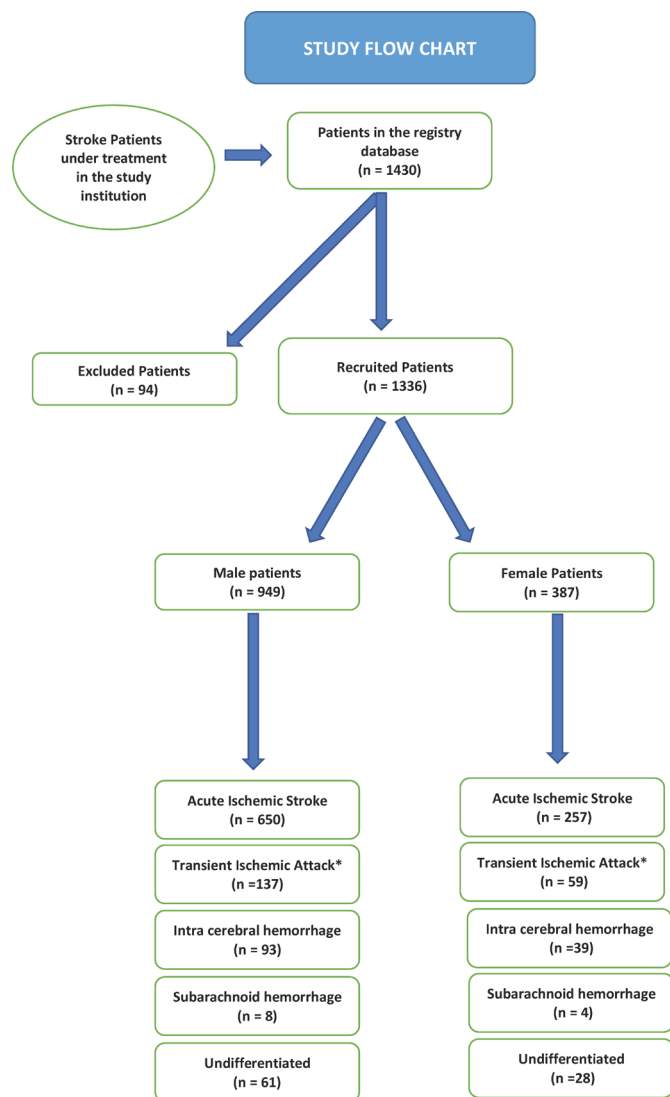 STUDY FLOW CHART
Stroke Patients
under treatment
in the study
institution
Patients in the registry
database
(n = 1430)
Excluded Patients
(n = 94)
Recruited Patients
(n = 1336)
Male patients
(n = 949)
Female Patients
(n = 387)
Acute Ischemic Stroke
(n = 650)
Transient Ischemic Attack*
(n =137)
Intra cerebral hemorrhage
(n = 93)
Subarachnoid hemorrhage
(n = 8)
Undifferentiated
(n = 61)
Acute Ischemic Stroke
(n = 257)
Transient Ischemic Attack*
(n = 59)
Intra cerebral hemorrhage
(n =39)
Subarachnoid hemorrhage
(n = 4)
Undifferentiated
(n =28)